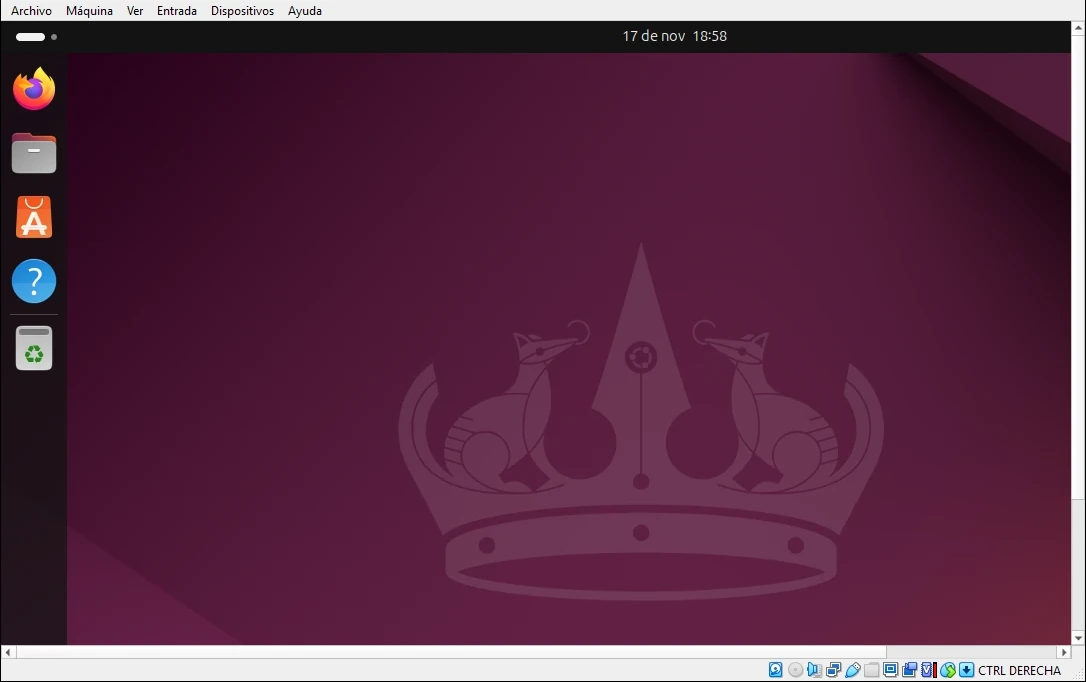 Archivo Máquina Ver Entrada Dispositivos Ayuda
17 de nov 18:58
CTRL DERECHA